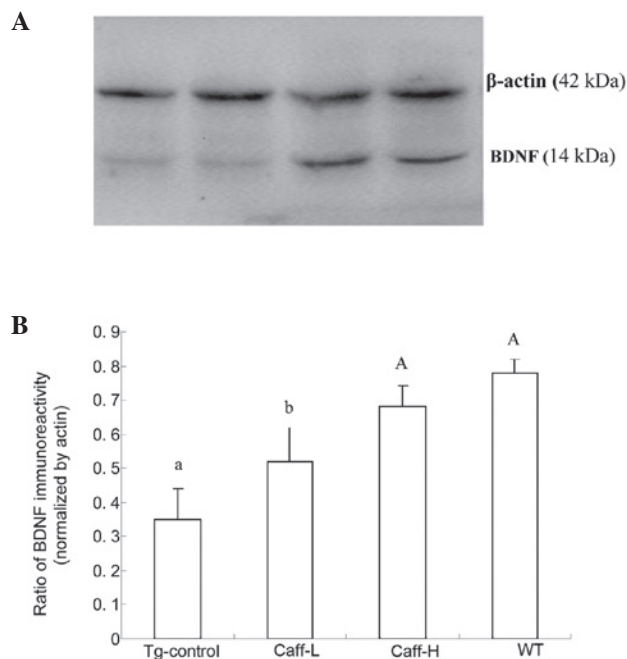 A
β-actin (42 kDa)
BDNF (14 kDa)
B
Ratio of BDNF immunoreactivity
(normalized by actin)
0. 9
0. 8
0. 7
0. 6
0. 5
0. 4
0. 3
0. 2
0. 1
0
a
b
A
A
Tg-control
Caff-L
Caff-H
WT